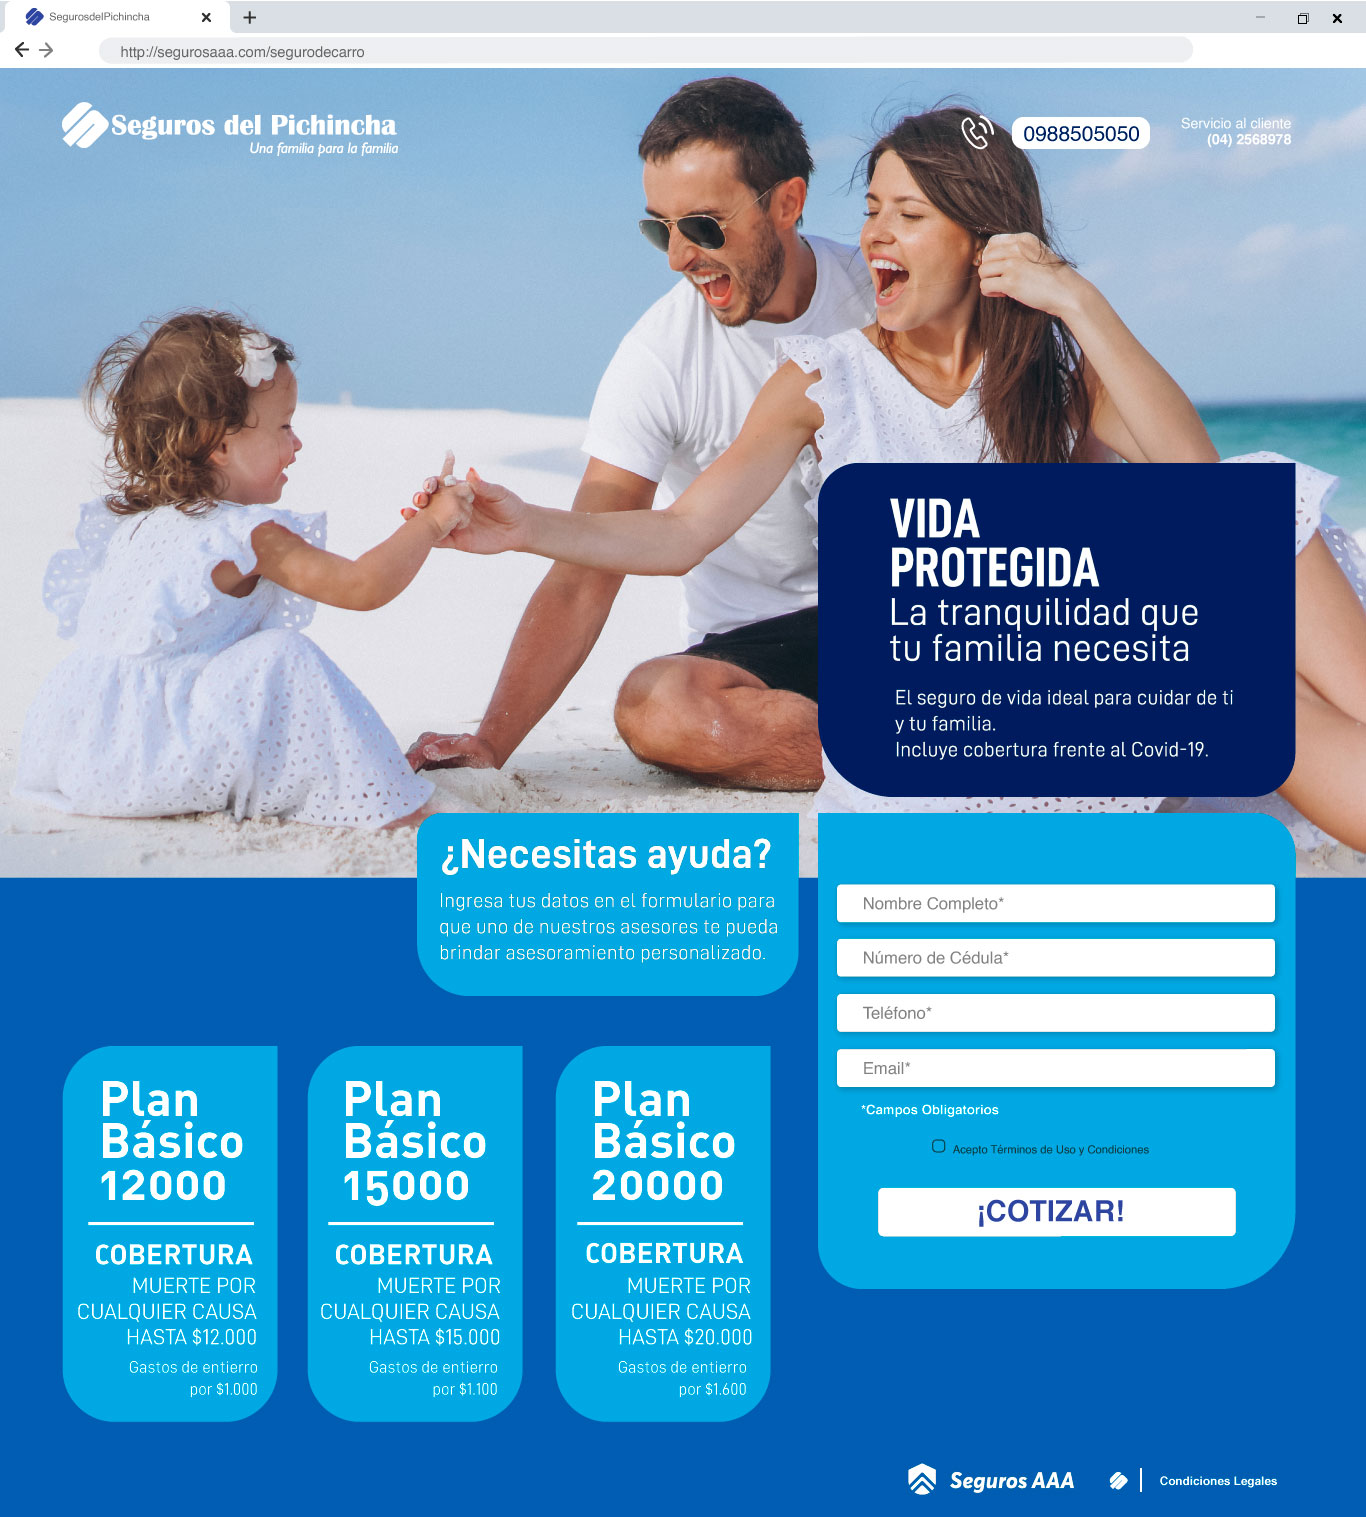 SegurosdelPichincha
http://segurosaaa.com/segurodecarro
Seguros del Pichincha
Una familia para la familia
0988505050
Servicio al cliente
(04) 2568978
VIDA
PROTEGIDA
La tranquilidad que
tu familia necesita
El seguro de vida ideal para cuidar de ti
y tu familia.
Incluye cobertura frente al Covid-19.
¿Necesitas ayuda?
Ingresa tus datos en el formulario para
que uno de nuestros asesores te pueda
brindar asesoramiento personalizado.
Nombre Completo*
Número de Cédula*
Teléfono*
Email*
*Campos Obligatorios
Acepto Términos de Uso y Condiciones
¡COTIZAR!
Plan
Básico
12000
COBERTURA
MUERTE POR
CUALQUIER CAUSA
HASTA $12.000
Gastos de entierro
por $1.000
Plan
Básico
15000
COBERTURA
MUERTE POR
CUALQUIER CAUSA
HASTA $15.000
Gastos de entierro
por $1.100
Plan
Básico
20000
COBERTURA
MUERTE POR
CUALQUIER CAUSA
HASTA $20.000
Gastos de entierro
por $1.600
Seguros AAA
Condiciones Legales